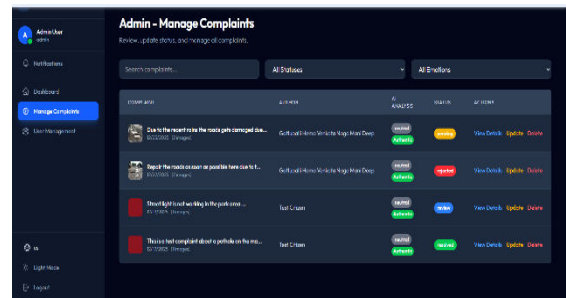 Admin User
admin
Notifications
Dashboard
Manage Complaints
User Management
Light Mode
Logout
Admin - Manage Complaints
Review, update status, and manage all complaints.
Search complaints...
All Statuses
All Emotions
COMPLAINT
AUTHOR
AI ANALYSIS
STATUS
ACTIONS
Due to the recent rains the roads gets damaged due...
neutral
Authentic
pending
View Details Update Delete
Repair the roads as soon as possible here due to t...
neutral
Authentic
rejected
View Details Update Delete
Street light is not working in the park area ...
Test Citizen
neutral
Authentic
review
View Details Update Delete
This is a test complaint about a pothole on the ma...
Test Citizen
neutral
Authentic
resolved
View Details Update Delete